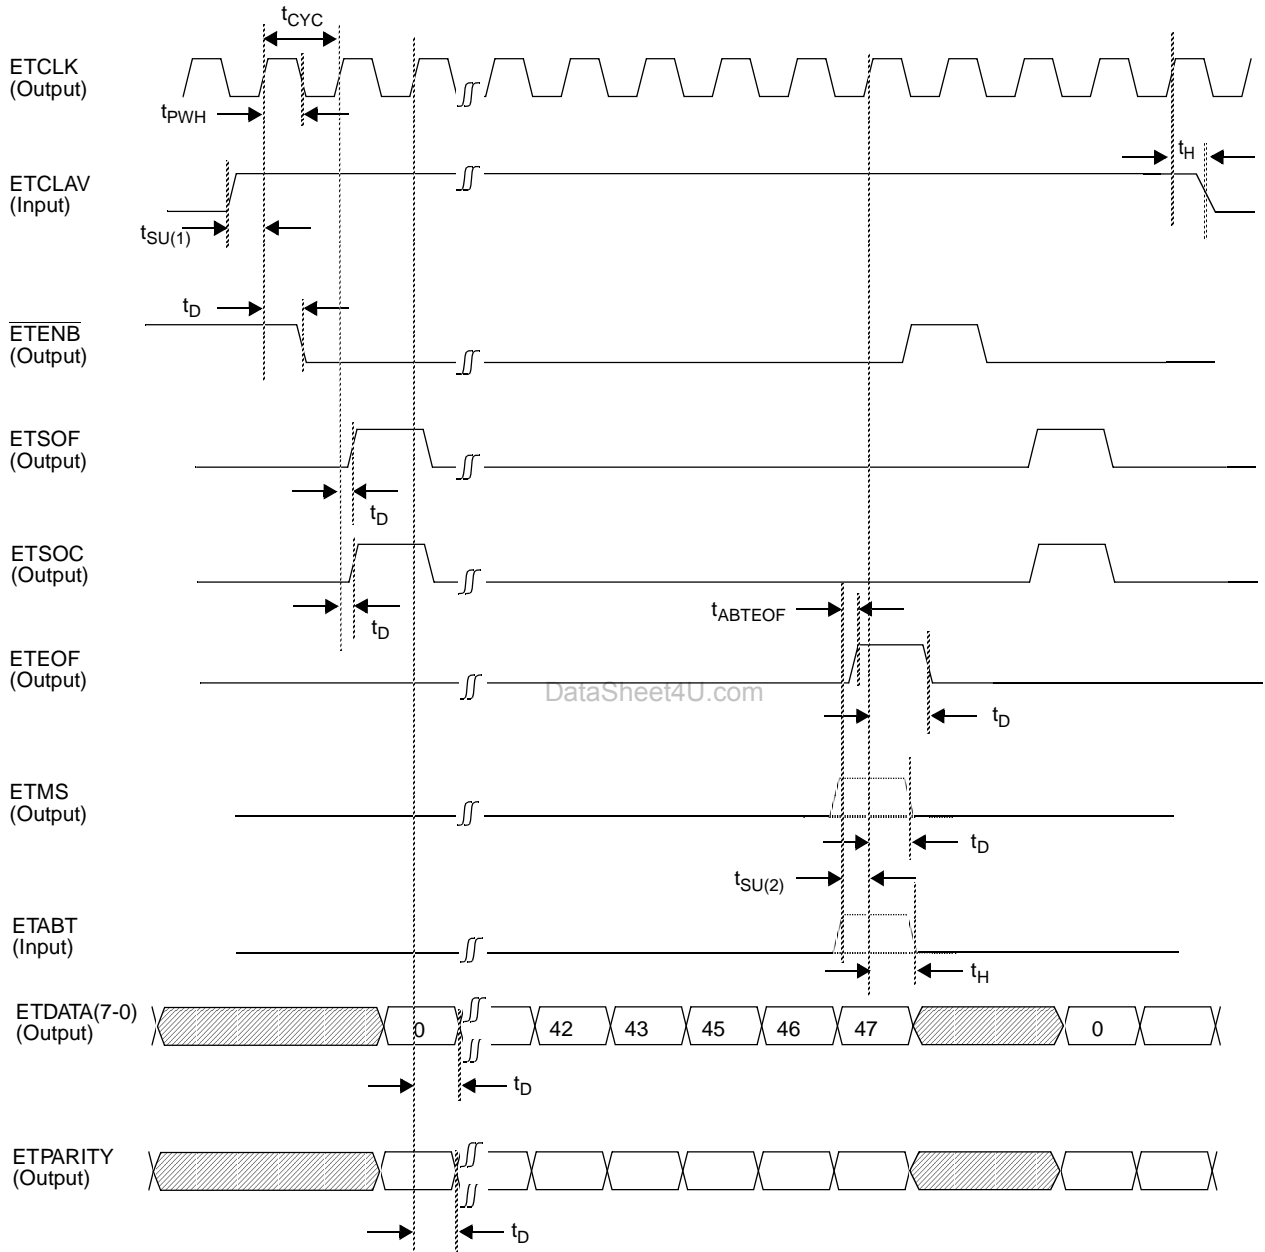 tCYC
ETCLK
(Output)
tPWH
tH
ETCLAV
(Input)
tSU(1)
tD
ETENB
(Output)
ETSOF
(Output)
tD
ETSOC
(Output)
tABTEOF
tD
ETEOF
(Output)
DataSheet4U.com
tD
ETMS
(Output)
tD
tSU(2)
ETABT
(Input)
tH
ETDATA(7-0)
(Output)
0 42 43 45 46 47 0
tD
ETPARITY
(Output)
tD